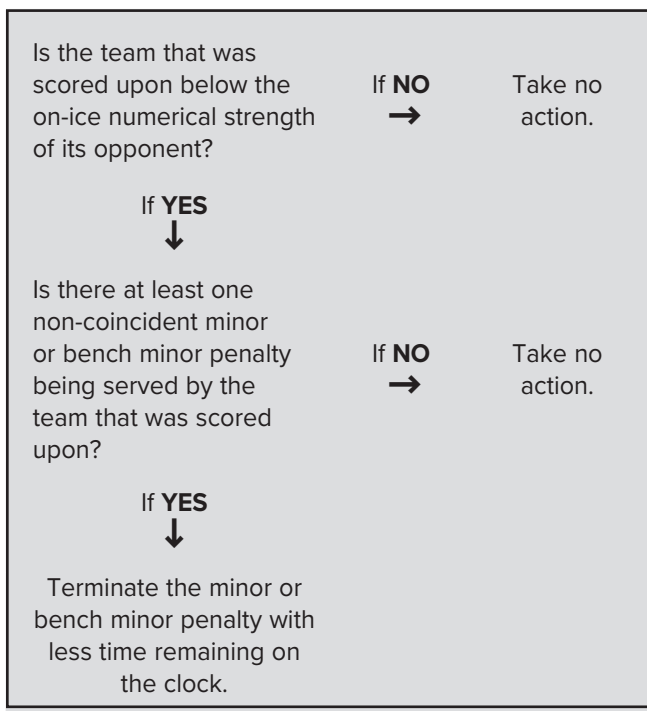 Is the team that was
scored upon below the
on-ice numerical strength
of its opponent?
If NO
→
Take no
action.
If YES
↓
Is there at least one
non-coincident minor
or bench minor penalty
being served by the
team that was scored
upon?
If NO
→
Take no
action.
If YES
↓
Terminate the minor or
bench minor penalty with
less time remaining on
the clock.